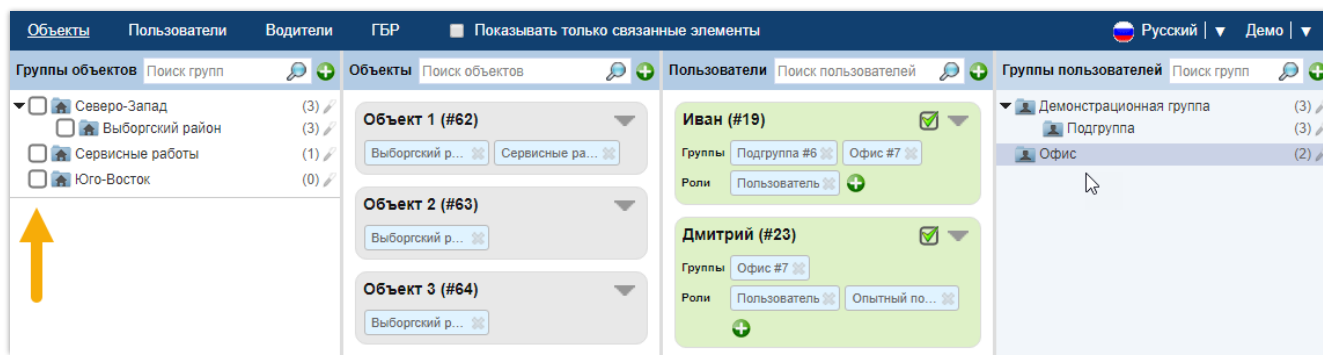 Объекты Пользователи Водители ГБР Показывать только связанные элементы Русский | ▼ Демо | ▼
Группы объектов Поиск групп
Северо-Запад (3)
Выборгский район (3)
Сервисные работы (1)
Юго-Восток (0)
Объекты Поиск объектов
Объект 1 (#62)
Выборгский р... Сервисные ра...
Объект 2 (#63)
Выборгский р...
Объект 3 (#64)
Выборгский р...
Пользователи Поиск пользователей
Иван (#19)
Группы Подгруппа #6 Офис #7
Роли Пользователь
Дмитрий (#23)
Группы Офис #7
Роли Пользователь Опытный по...
Группы пользователей Поиск групп
Демонстрационная группа (3)
Подгруппа (3)
Офис (2)